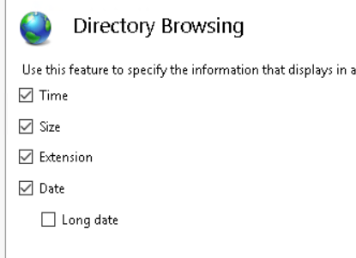 Directory Browsing
Use this feature to specify the information that displays in a
Time
Size
Extension
Date
Long date